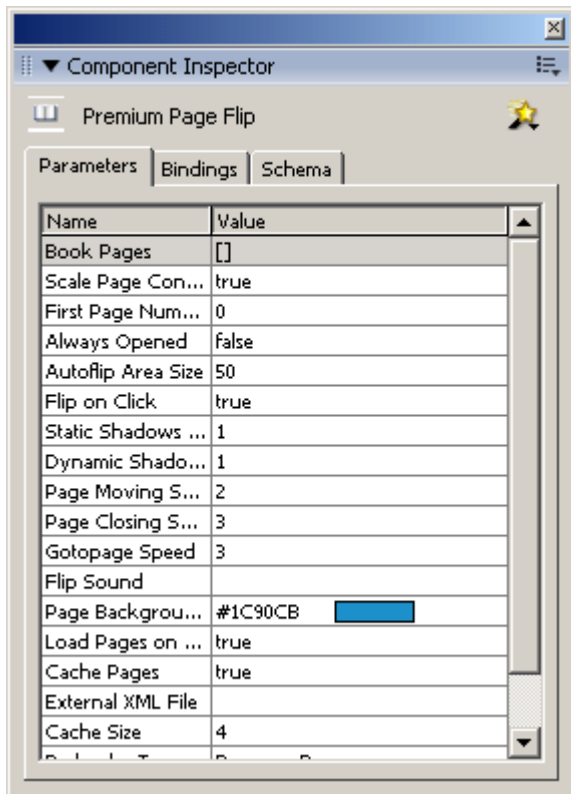 Component Inspector
Premium Page Flip
Parameters Bindings Schema
Name Value
Book Pages []
Scale Page Con... true
First Page Num... 0
Always Opened false
Autoflip Area Size 50
Flip on Click true
Static Shadows ... 1
Dynamic Shado... 1
Page Moving S... 2
Page Closing S... 3
Gotopage Speed 3
Flip Sound
Page Backgrou... #1C90CB
Load Pages on ... true
Cache Pages true
External XML File
Cache Size 4